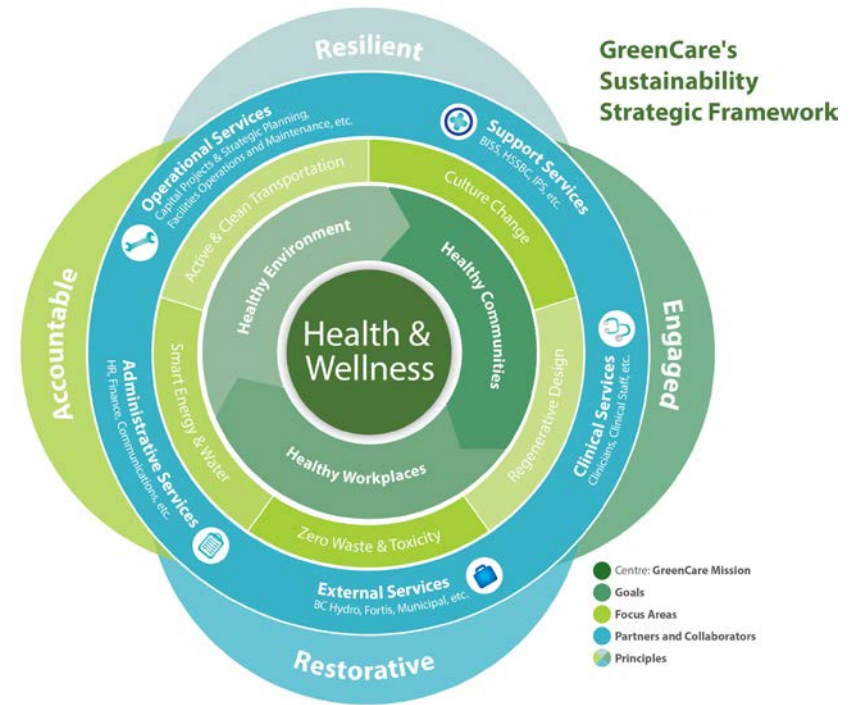 GreenCare's
Sustainability
Strategic Framework
Resilient
Engaged
Restorative
Accountable
Operational Services
Capital Projects & Strategic Planning,
Facilities Operations and Maintenance, etc.
Support Services
BISS, HSSBC, IPS, etc.
Clinical Services
Clinicians, Clinical Staff, etc.
External Services
BC Hydro, Fortis, Municipal, etc.
Administrative Services
HR, Finance, Communications, etc.
Active & Clean Transportation
Culture Change
Regenerative Design
Zero Waste & Toxicity
Smart Energy & Water
Healthy Environment
Healthy Communities
Healthy Workplaces
Health &
Wellness
Centre: GreenCare Mission
Goals
Focus Areas
Partners and Collaborators
Principles